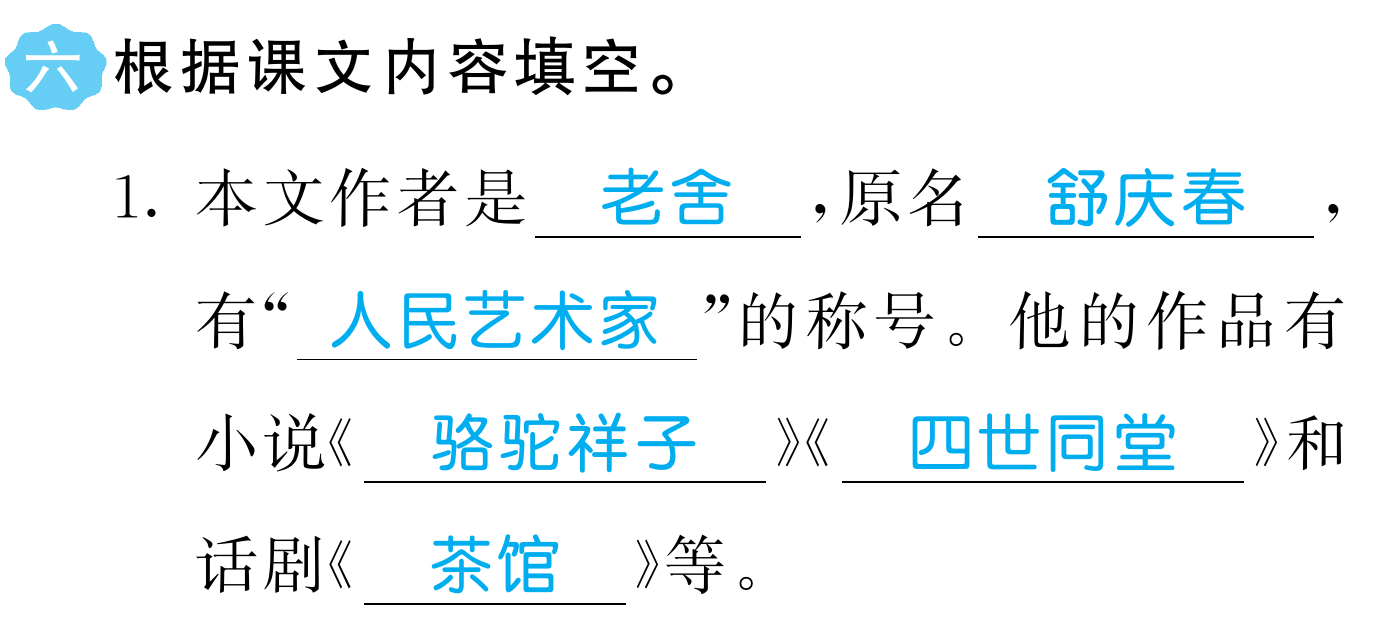 六 根据课文内容填空。
1. 本文作者是 老舍 ,原名 舒庆春 ,
有“ 人民艺术家 ”的称号。他的作品有
小说《 骆驼祥子 》《 四世同堂 》和
话剧《 茶馆 》等。